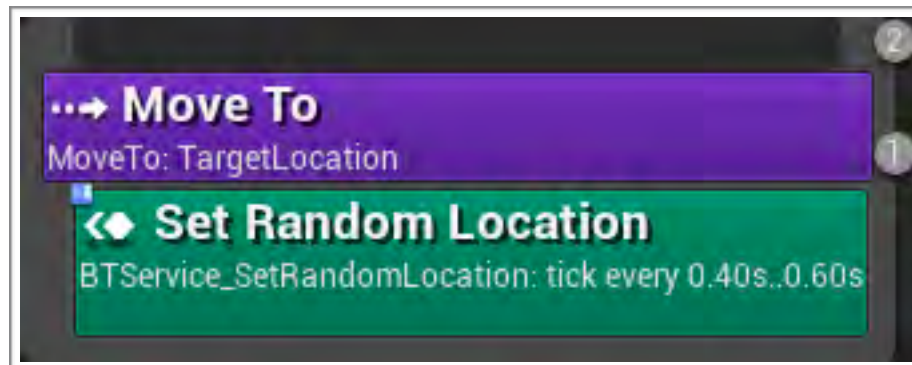 2
Move To
MoveTo: TargetLocation
1
Set Random Location
BTService_SetRandomLocation: tick every 0.40s..0.60s